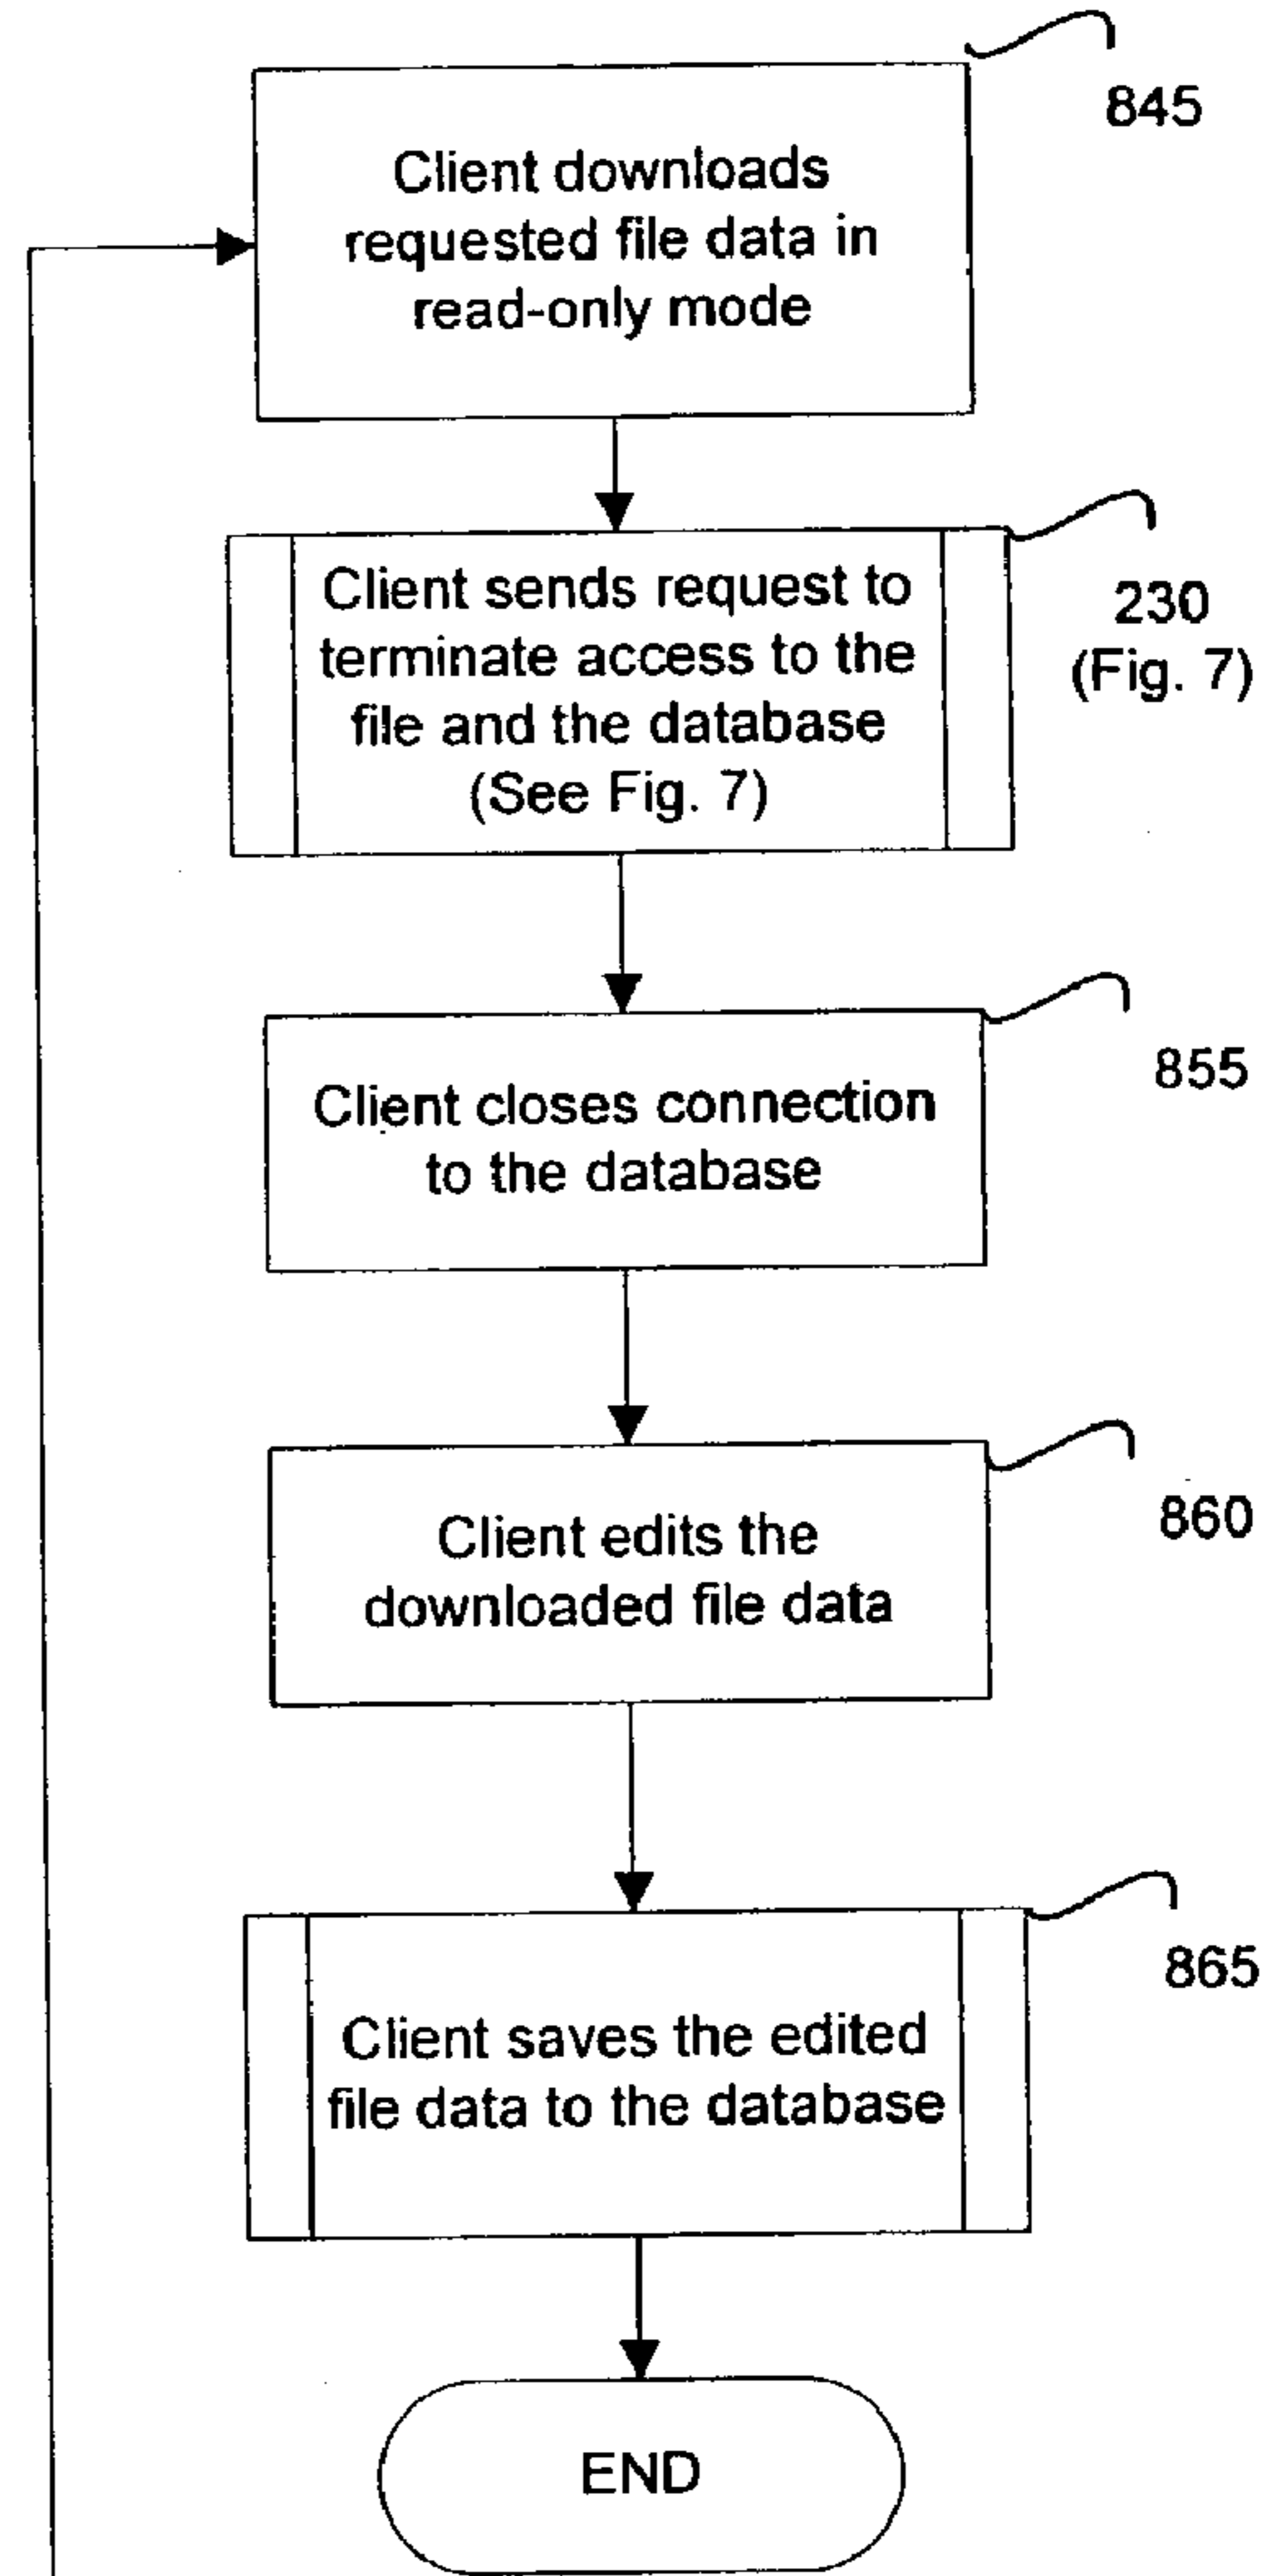 845
Client downloads
requested file data in
read-only mode
230
(Fig. 7)
Client sends request to
terminate access to the
file and the database
(See Fig. 7)
855
Client closes connection
to the database
860
Client edits the
downloaded file data
865
Client saves the edited
file data to the database
END